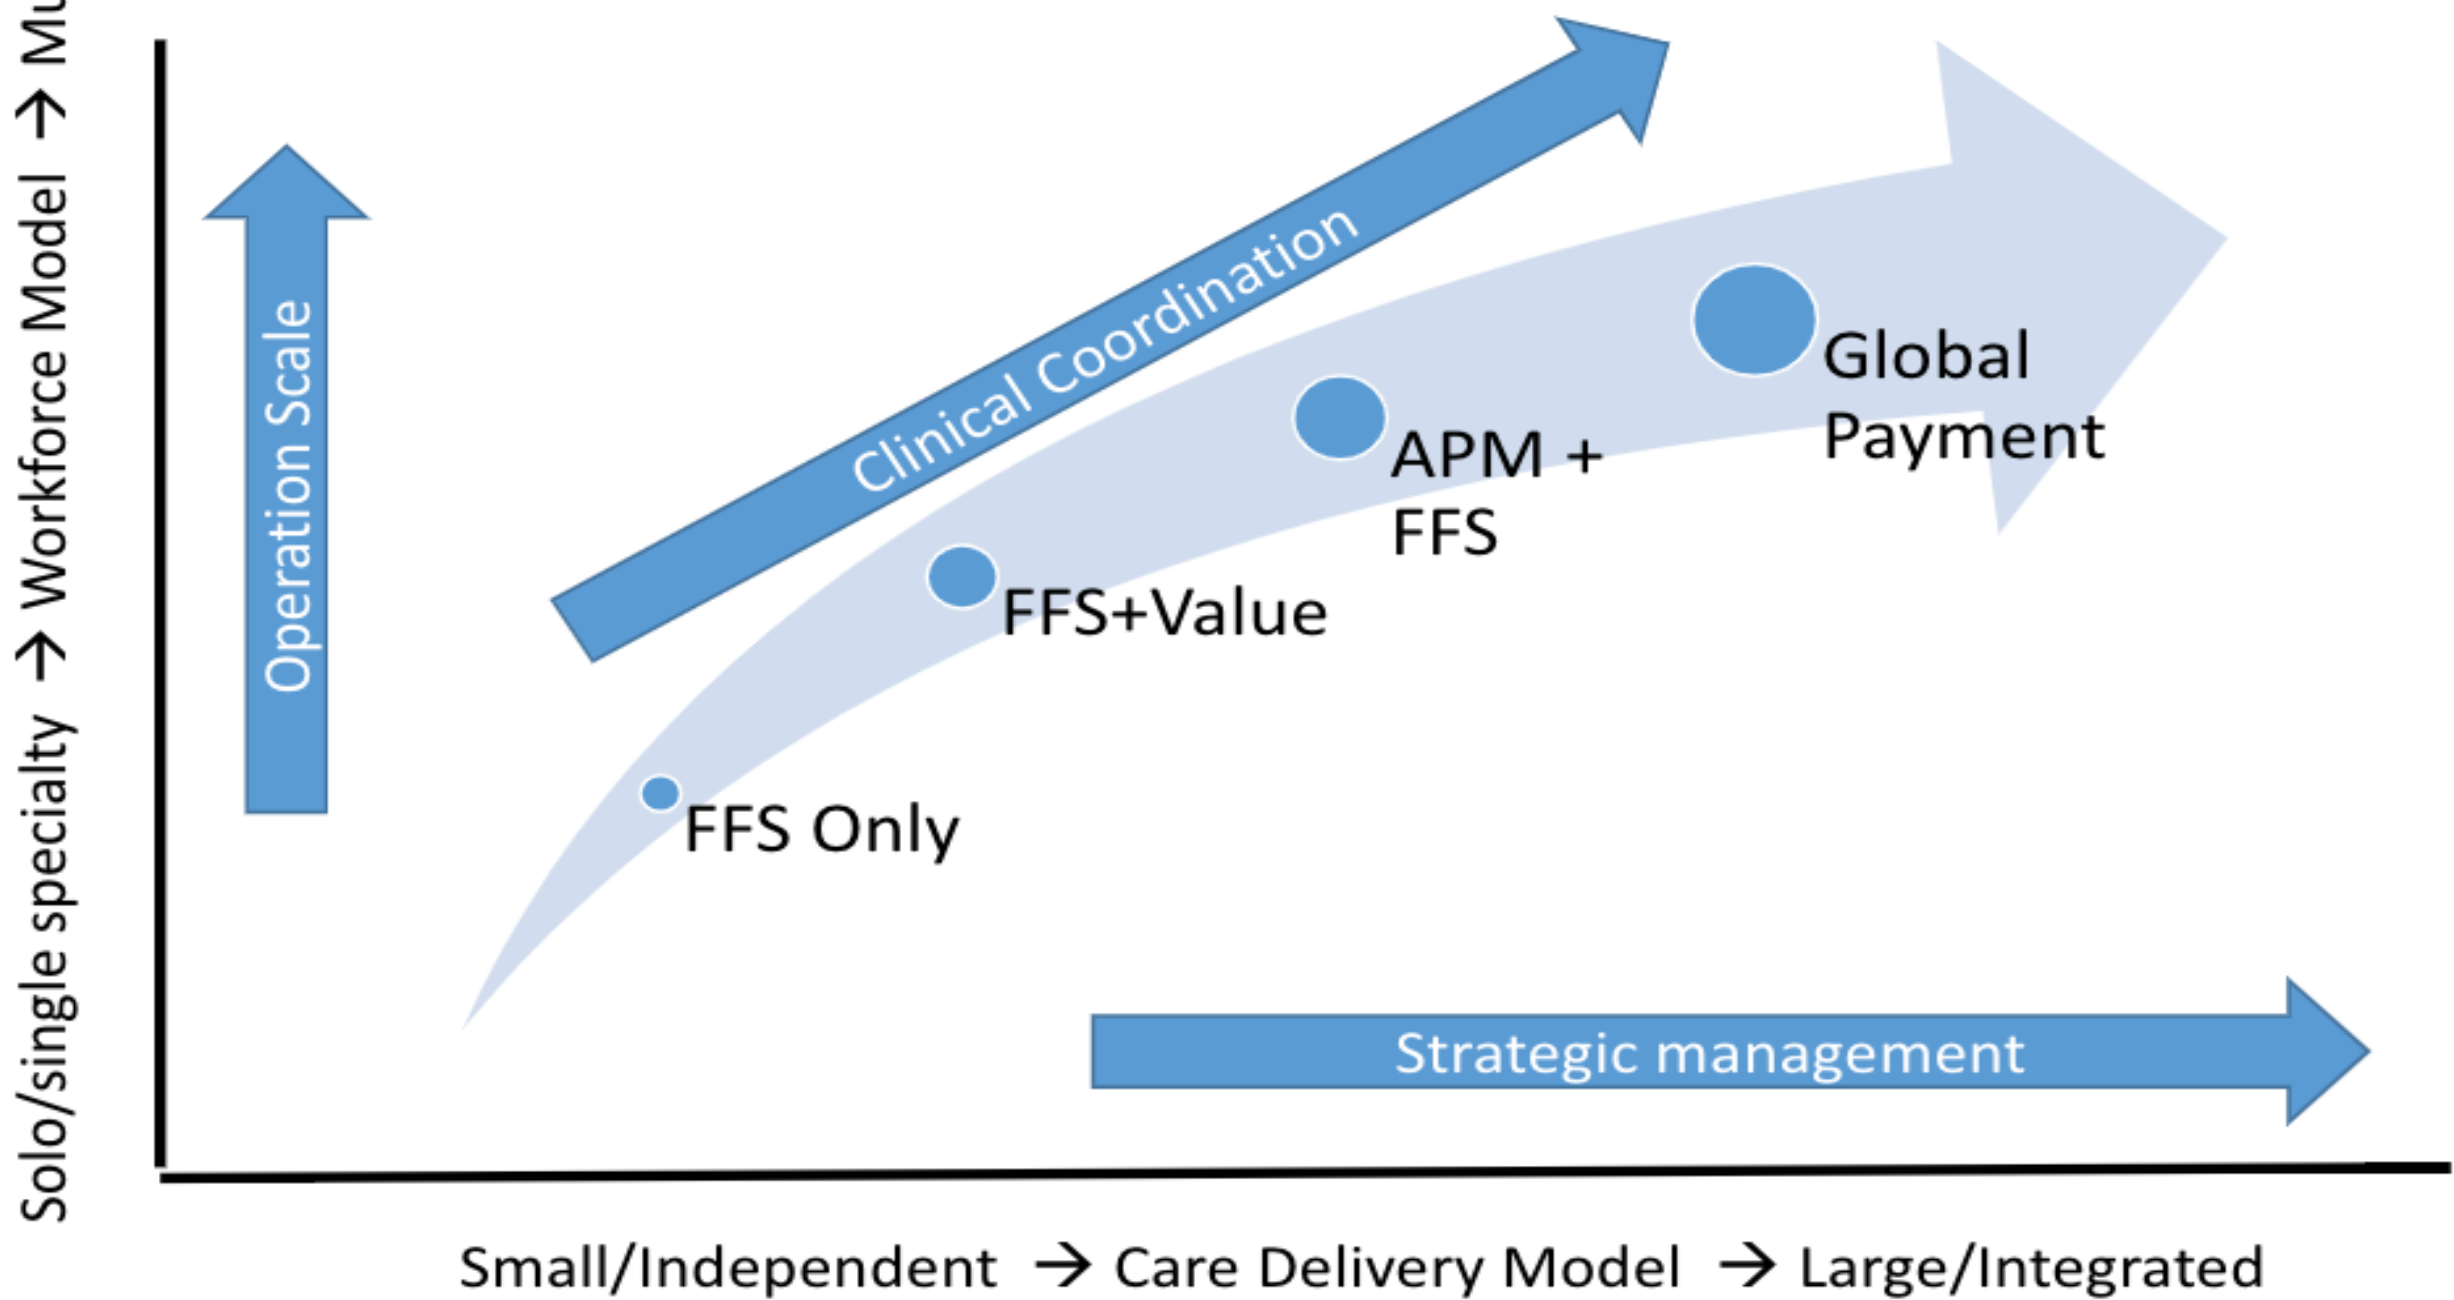 Solo/single specialty → Workforce Model →
Operation Scale
Clinical Coordination
Global
Payment
APM +
FFS
FFS+Value
FFS Only
Strategic management
Small/Independent → Care Delivery Model → Large/Integrated